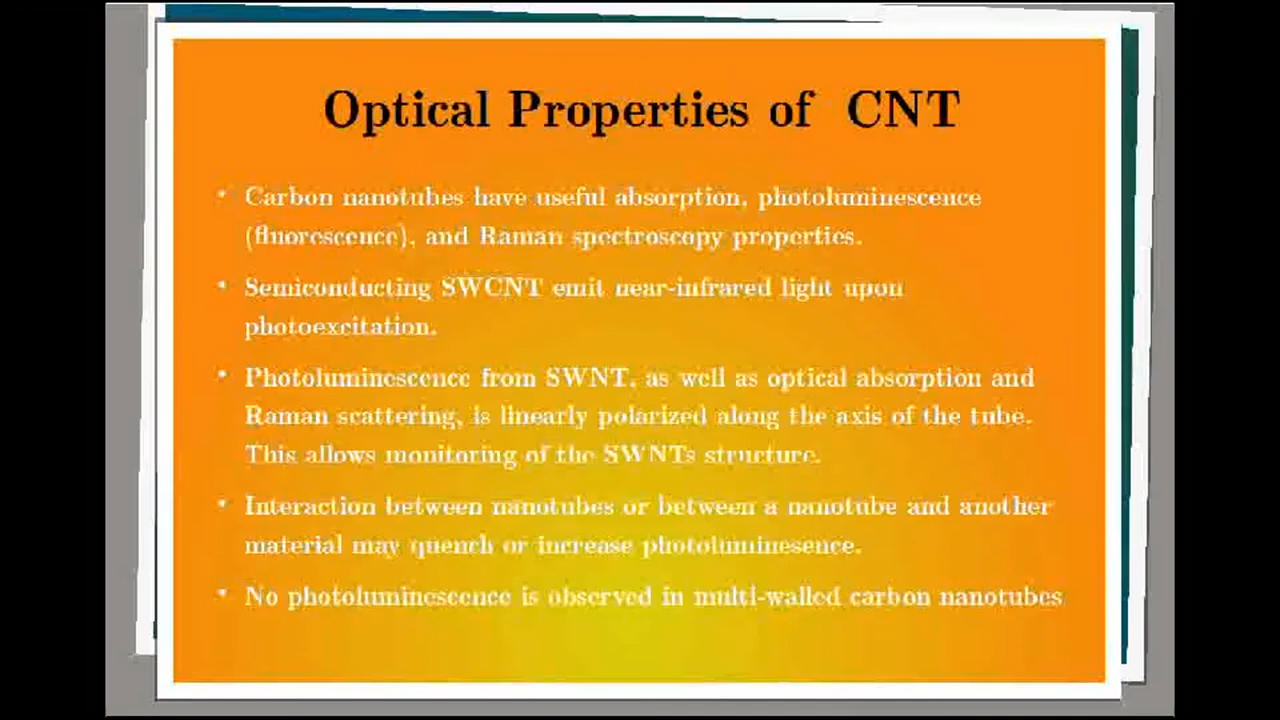 Optical Properties of CNT
• Carbon nanotubes have useful absorption, photoluminescence
(fluorescence), and Raman spectroscopy properties.
• Semiconducting SWCNT emit near-infrared light upon
photoexcitation.
• Photoluminescence from SWNT, as well as optical absorption and
Raman scattering, is linearly polarized along the axis of the tube.
This allows monitoring of the SWNTs structure.
• Interaction between nanotubes or between a nanotube and another
material may quench or increase photoluminesence.
• No photoluminescence is observed in multi-walled carbon nanotubes